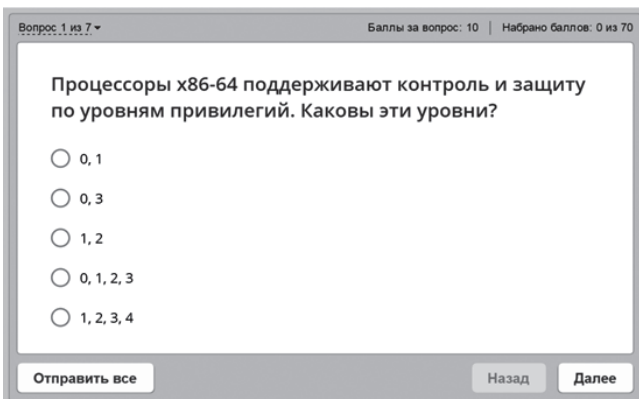 Вопрос 1 из 7 Баллы за вопрос: 10 | Набрано баллов: 0 из 70
Процессоры x86-64 поддерживают контроль и защиту
по уровням привилегий. Каковы эти уровни?
0, 1
0, 3
1, 2
0, 1, 2, 3
1, 2, 3, 4
Отправить все Назад Далее